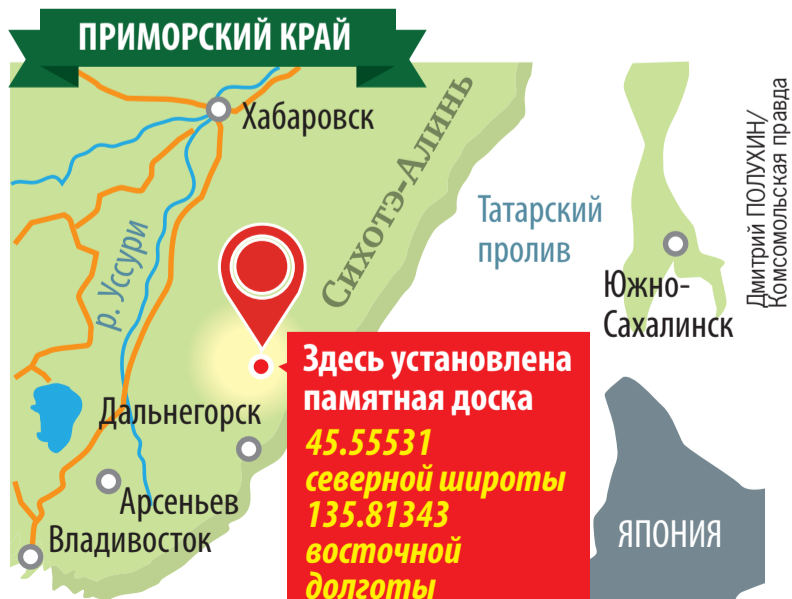 ПРИМОРСКИЙ КРАЙ
Хабаровск
Сихотэ-Алинь
р. Уссури
Татарский
пролив
Южно-
Сахалинск
Дмитрий ПОЛУХИН/
Комсомольская правда
Здесь установлена
памятная доска
45.55531
северной широты
135.81343
восточной
долготы
Дальнегорск
Арсеньев
Владивосток
ЯПОНИЯ